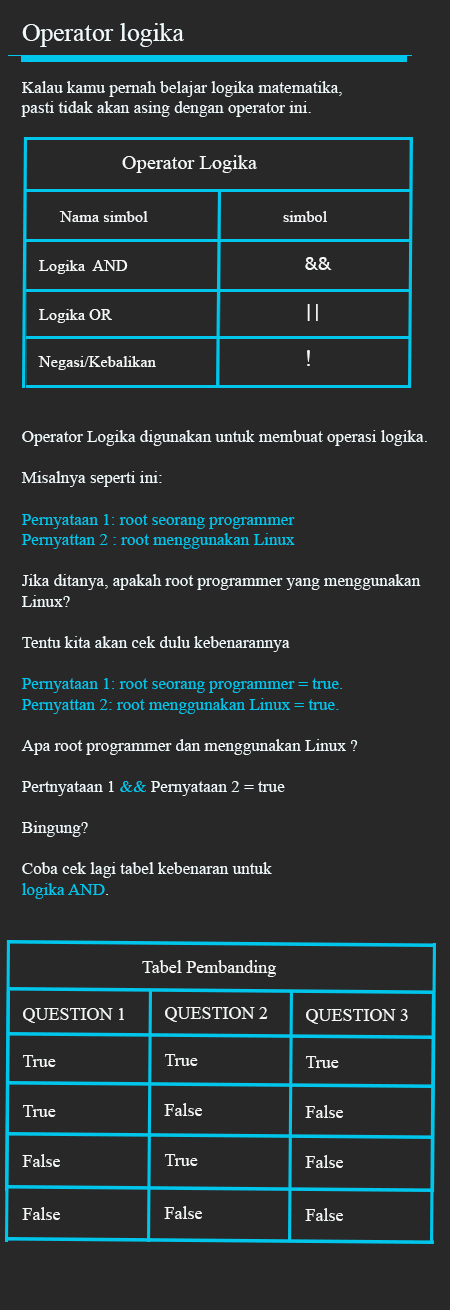 Operator logika
Kalau kamu pernah belajar logika matematika,
pasti tidak akan asing dengan operator ini.
Operator Logika
Nama simbol simbol
Logika AND &&
Logika OR ||
Negasi/Kebalikan !
Operator Logika digunakan untuk membuat operasi logika.
Misalnya seperti ini:
Pernyataan 1: root seorang programmer
Pernyattan 2 : root menggunakan Linux
Jika ditanya, apakah root programmer yang menggunakan
Linux?
Tentu kita akan cek dulu kebenarannya
Pernyataan 1: root seorang programmer = true.
Pernyattan 2: root menggunakan Linux = true.
Apa root programmer dan menggunakan Linux ?
Pertnyataan 1 && Pernyataan 2 = true
Bingung?
Coba cek lagi tabel kebenaran untuk
logika AND.
Tabel Pembanding
QUESTION 1 QUESTION 2 QUESTION 3
True True True
True False False
False True False
False False False